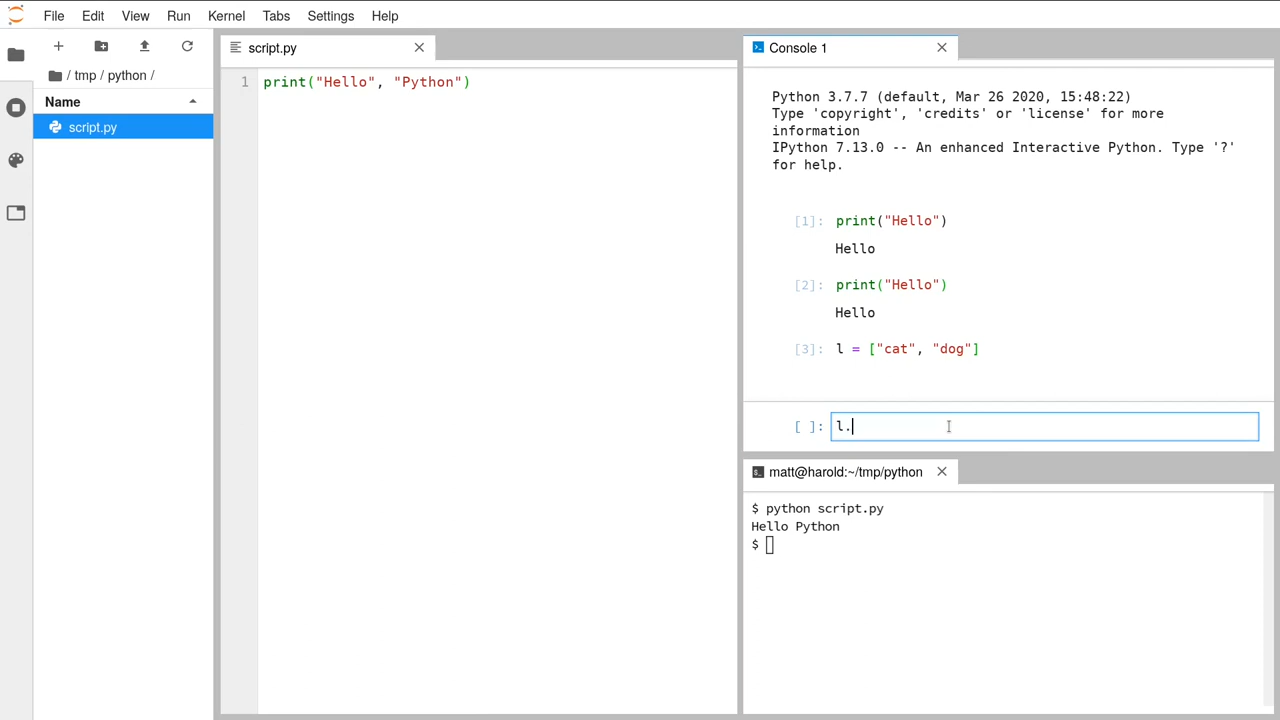 File Edit View Run Kernel Tabs Settings Help
/ tmp / python /
Name
script.py
script.py
1 print("Hello", "Python")
Console 1
Python 3.7.7 (default, Mar 26 2020, 15:48:22)
Type 'copyright', 'credits' or 'license' for more
information
IPython 7.13.0 -- An enhanced Interactive Python. Type '?'
for help.
[1]: print("Hello")
Hello
[2]: print("Hello")
Hello
[3]: l = ["cat", "dog"]
[ ]: l.
matt@harold:~/tmp/python
$ python script.py
Hello Python
$